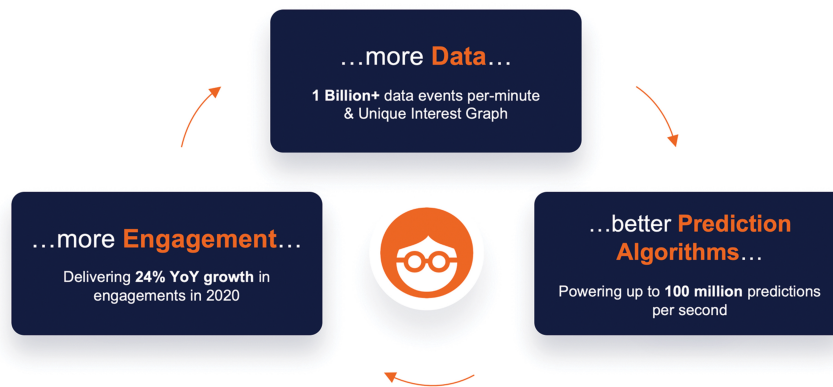 …more Data…
1 Billion+ data events per-minute
& Unique Interest Graph
…more Engagement…
Delivering 24% YoY growth in
engagements in 2020
…better Prediction
Algorithms…
Powering up to 100 million predictions
per second